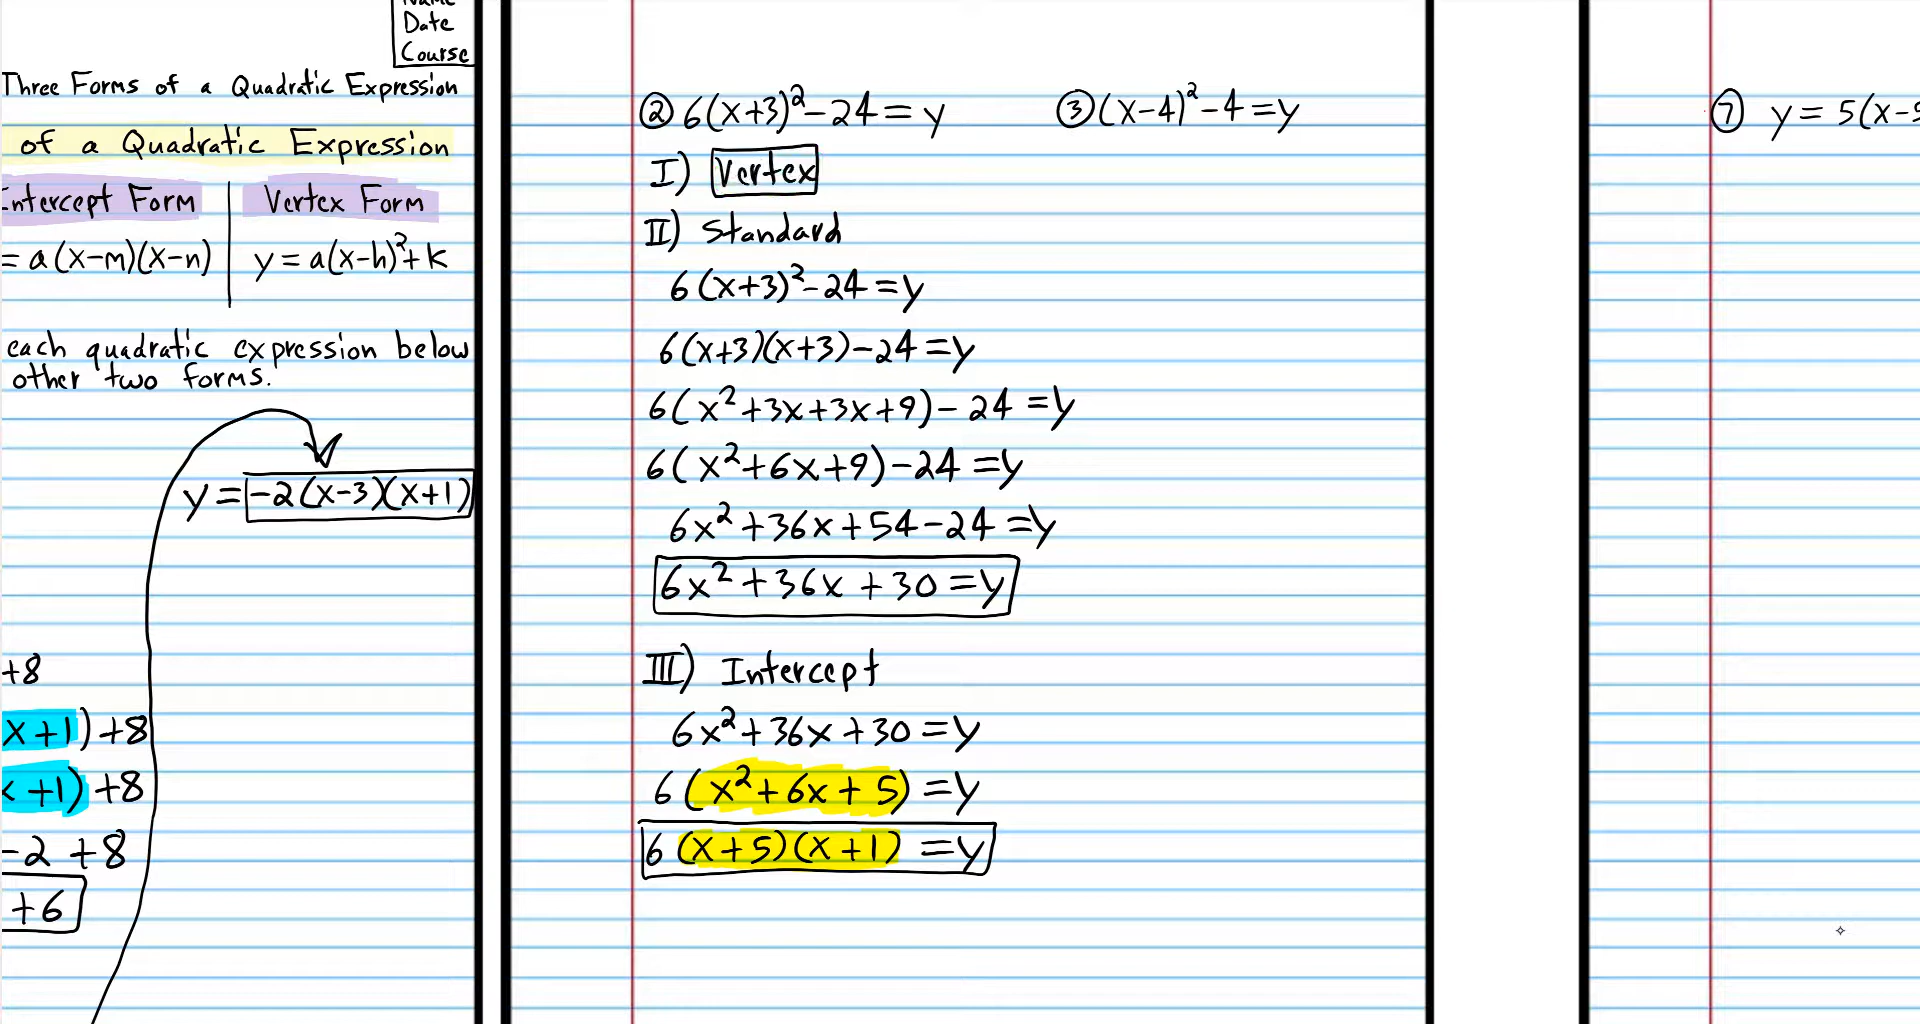 Date
Course
Three Forms of a Quadratic Expression
of a Quadratic Expression
Intercept Form
Vertex Form
= a(x-m)(x-n)
y = a(x-h)²+k
each quadratic expression below
other two forms.
y = -2(x-3)(x+1)
+8
x+1)+8
x+1)+8
-2 +8
+6
② 6(x+3)²-24=y
I) Vertex
II) Standard
6(x+3)²-24=y
6(x+3)(x+3)-24=y
6(x²+3x+3x+9)-24=y
6(x²+6x+9)-24=y
6x²+36x+54-24=y
6x²+36x+30=y
III) Intercept
6x²+36x+30=y
6(x²+6x+5)=y
6(x+5)(x+1)=y
③ (x-4)²-4=y
⑦ y = 5(x-